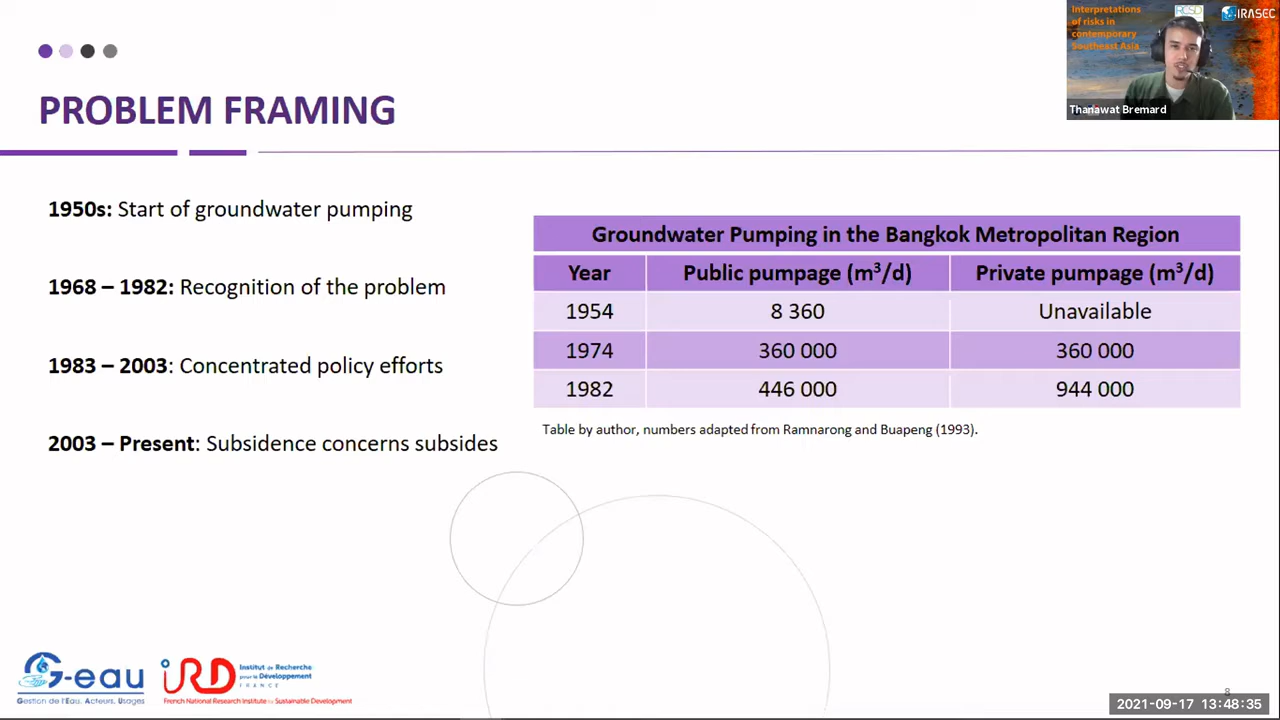 Interpretations
of risks in
contemporary
Southeast Asia
RCSD
IRASEC
Thanawat Bremard
PROBLEM FRAMING
1950s: Start of groundwater pumping
1968 – 1982: Recognition of the problem
1983 – 2003: Concentrated policy efforts
2003 – Present: Subsidence concerns subsides
Groundwater Pumping in the Bangkok Metropolitan Region
Year Public pumpage (m³/d) Private pumpage (m³/d)
1954 8 360 Unavailable
1974 360 000 360 000
1982 446 000 944 000
Table by author, numbers adapted from Ramnarong and Buapeng (1993).
G-eau
Gestion de l'Eau, Acteurs, Usages
IRD
Institut de Recherche
pour le Développement
FRANCE
French National Research Institute for Sustainable Development
8
2021-09-17 13:48:35